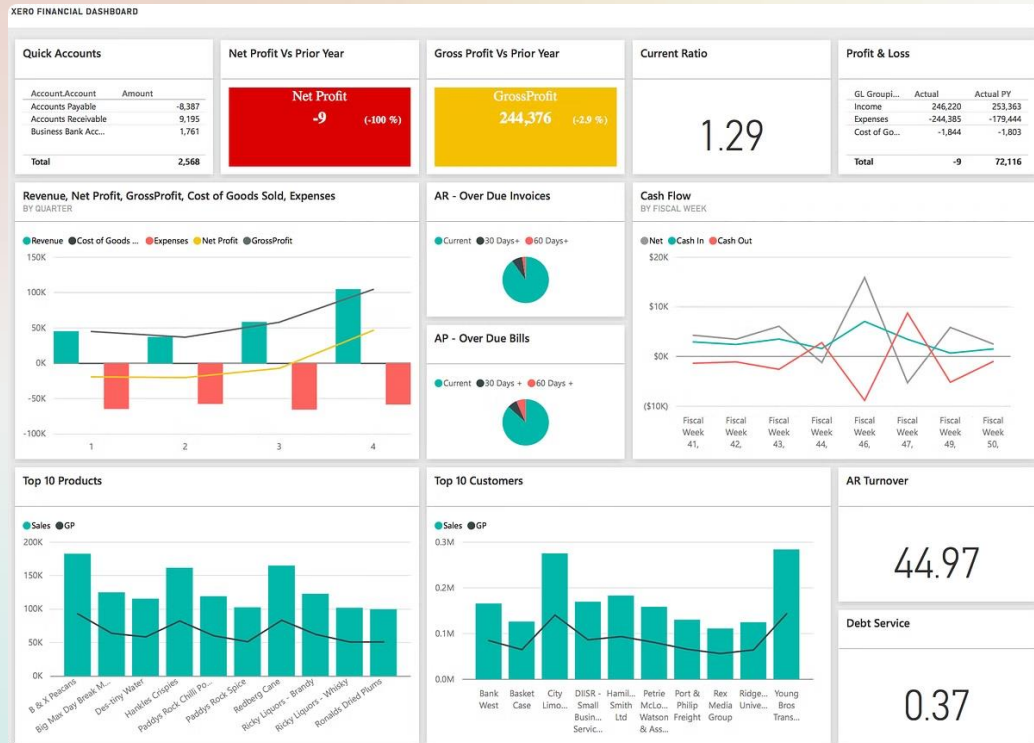 XERO FINANCIAL DASHBOARD
Quick Accounts
Account.Account Amount
Accounts Payable -8,387
Accounts Receivable 9,195
Business Bank Acc... 1,761
Total 2,568
Net Profit Vs Prior Year
Net Profit
-9 (-100 %)
Gross Profit Vs Prior Year
GrossProfit
244,376 (-2.9 %)
Current Ratio
1.29
Profit & Loss
GL Groupi... Actual Actual PY
Income 246,220 253,363
Expenses -244,385 -179,444
Cost of Go... -1,844 -1,803
Total -9 72,116
Revenue, Net Profit, GrossProfit, Cost of Goods Sold, Expenses
BY QUARTER
Revenue Cost of Goods ... Expenses Net Profit GrossProfit
150K
100K
50K
0K
-50K
-100K
1 2 3 4
AR - Over Due Invoices
Current 30 Days+ 60 Days+
AP - Over Due Bills
Current 30 Days + 60 Days +
Cash Flow
BY FISCAL WEEK
Net Cash In Cash Out
$20K
$10K
$0K
($10K)
Fiscal Fiscal Fiscal Fiscal Fiscal Fiscal Fiscal Fiscal
Week Week Week Week Week Week Week Week
41, 42, 43, 44, 46, 47, 49, 50,
Top 10 Products
Sales GP
200K
150K
100K
50K
0K
B & X Peacans
Big Max Day Break M...
Des-tiny Water
Hankles Crispies
Paddys Rock Chilli Po...
Paddys Rock Spice
Redberg Cane
Ricky Liquors - Brandy
Ricky Liquors - Whisky
Ronalds Dried Plums
Top 10 Customers
Sales GP
0.3M
0.2M
0.1M
0.0M
Bank Basket City DIISR - Hamil... Petrie Port & Rex Ridge... Young
West Case Limo... Small Smith McLo... Philip Media Unive... Bros
Busin... Ltd Watson Freight Group Trans...
Servic... & Ass...
AR Turnover
44.97
Debt Service
0.37